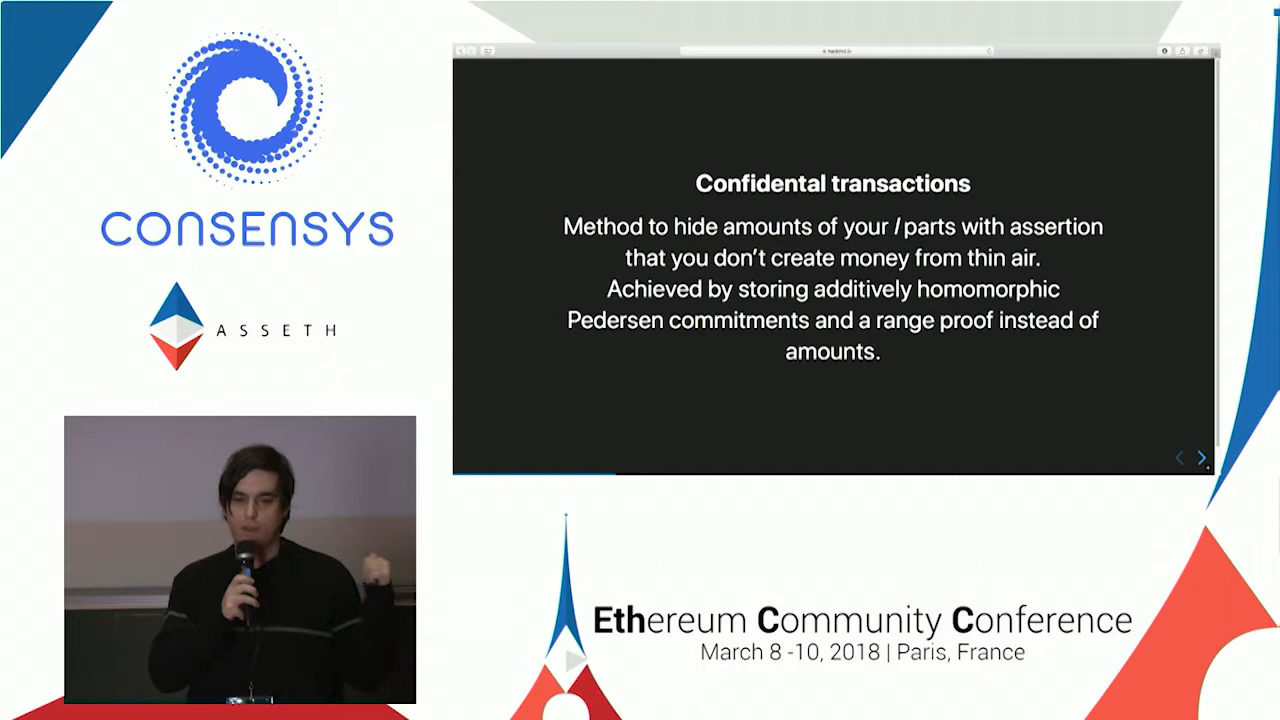 CONSENSYS
ASSETH
Confidental transactions
Method to hide amounts of your I parts with assertion
that you don't create money from thin air.
Achieved by storing additively homomorphic
Pedersen commitments and a range proof instead of
amounts.
Ethereum Community Conference
March 8 -10, 2018 | Paris, France